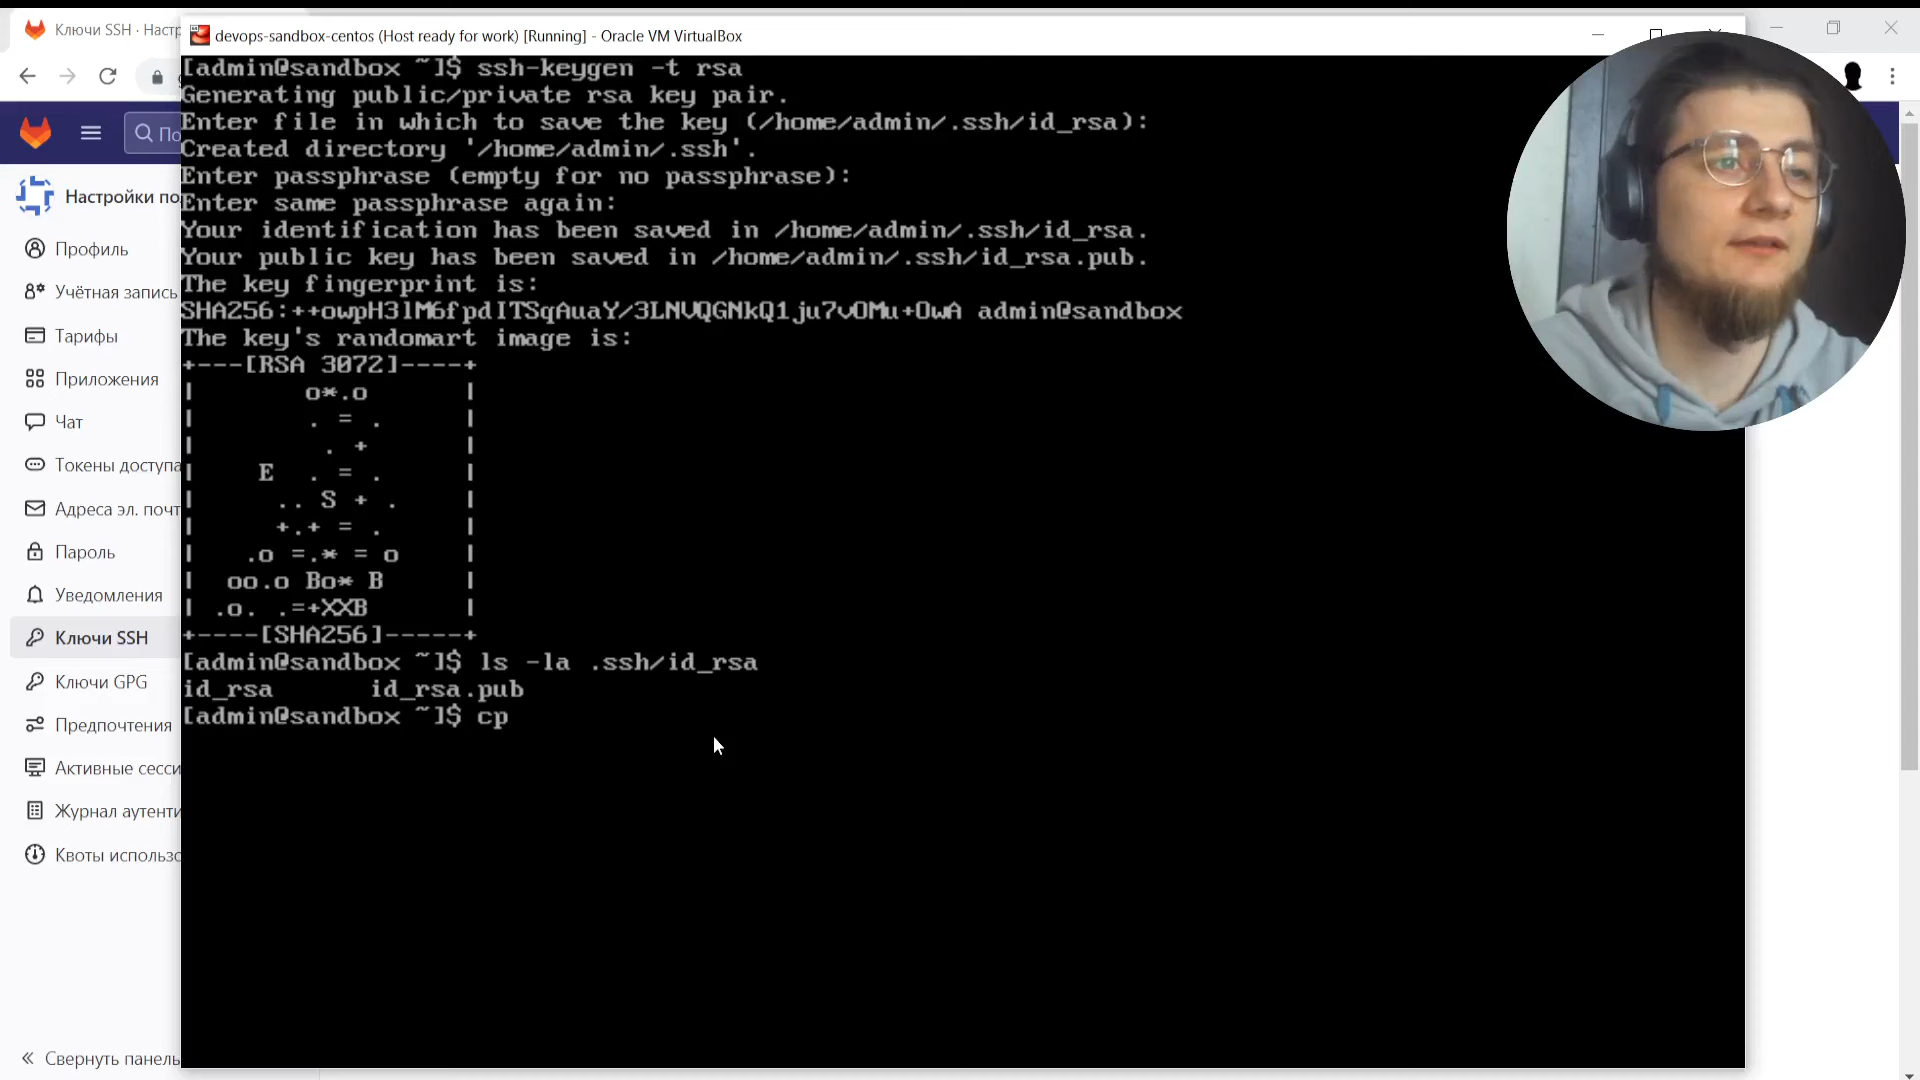 Ключи SSH · Настр
devops-sandbox-centos (Host ready for work) [Running] - Oracle VM VirtualBox
[admin@sandbox ~]$ ssh-keygen -t rsa
Generating public/private rsa key pair.
Enter file in which to save the key (/home/admin/.ssh/id_rsa):
Created directory '/home/admin/.ssh'.
Enter passphrase (empty for no passphrase):
Enter same passphrase again:
Your identification has been saved in /home/admin/.ssh/id_rsa.
Your public key has been saved in /home/admin/.ssh/id_rsa.pub.
The key fingerprint is:
SHA256:++owpH3lM6fpdITSqAuaY/3LNVQGNkQ1ju7vOMu+OwA admin@sandbox
The key's randomart image is:
+---[RSA 3072]----+
|       o*.o      |
|       . = .     |
|        . +      |
|    E  . = .     |
|     .. S + .    |
|     +.+ = .     |
|   .o =.* = o    |
|  oo.o Bo* B     |
| .o. .=+XXB      |
+----[SHA256]-----+
[admin@sandbox ~]$ ls -la .ssh/id_rsa
id_rsa      id_rsa.pub
[admin@sandbox ~]$ cp
По
Настройки по
Профиль
Учётная запись
Тарифы
Приложения
Чат
Токены доступа
Адреса эл. почт
Пароль
Уведомления
Ключи SSH
Ключи GPG
Предпочтения
Активные сесси
Журнал аутенти
Квоты использо
Свернуть панель